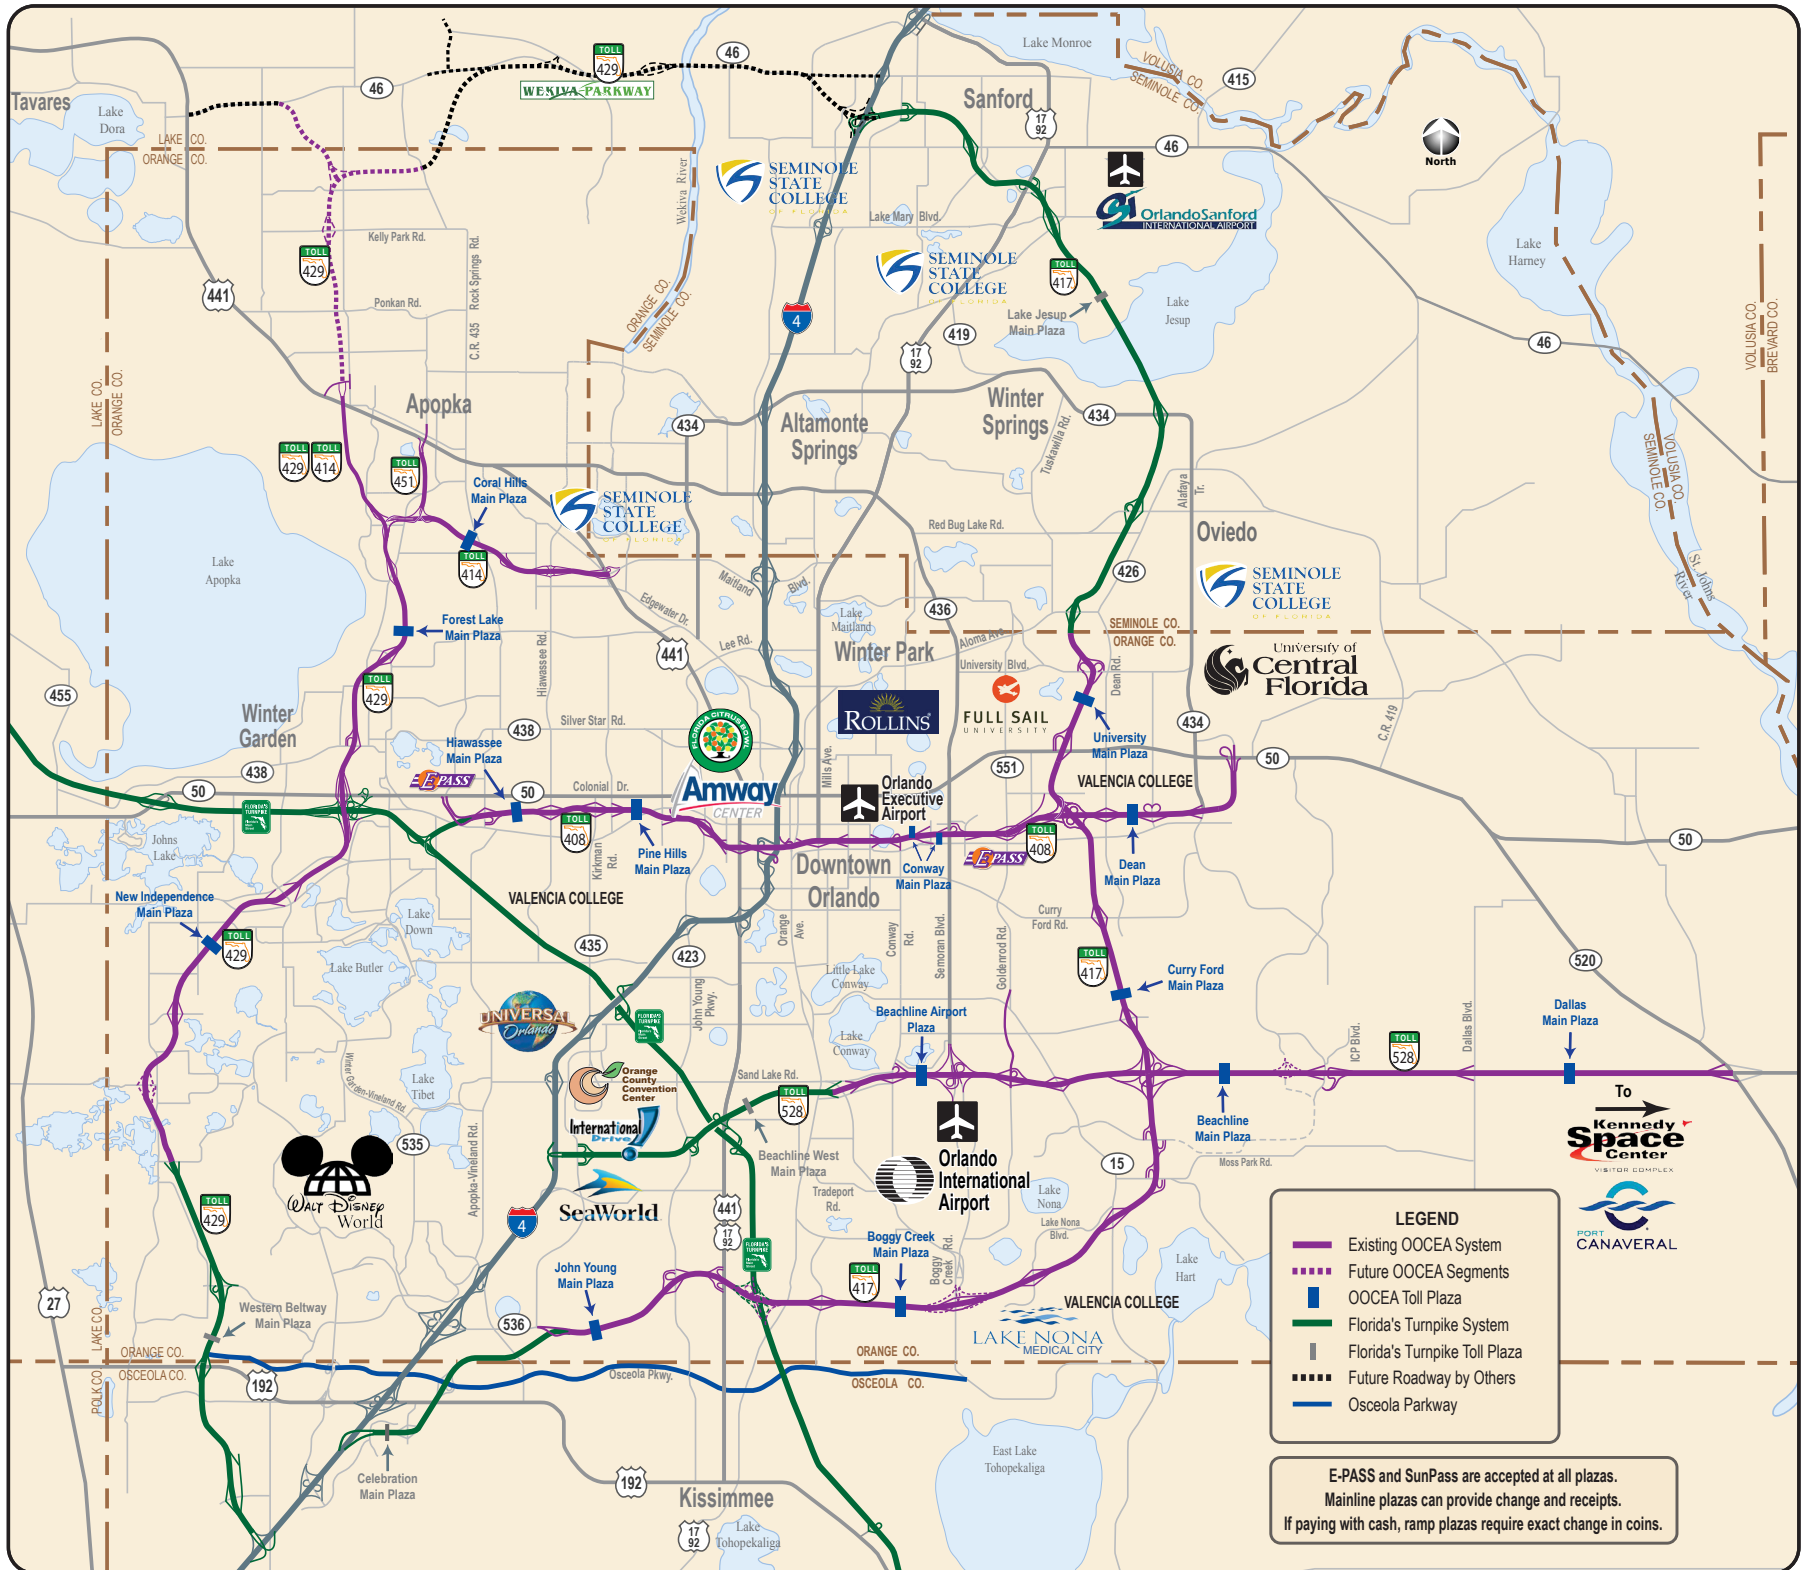 Tavares
Lake
Dora
LAKE CO.
ORANGE CO.
46
TOLL
429
WEKIVA PARKWAY
46
Lake Monroe
VOLUSIA CO.
SEMINOLE CO.
415
Sanford
17
92
46
North
SEMINOLE
STATE
COLLEGE
OF FLORIDA
Wekiva River
Lake Mary Blvd.
OrlandoSanford
INTERNATIONAL AIRPORT
Kelly Park Rd.
Rock Springs Rd.
C.R. 435
TOLL
429
441
Ponkan Rd.
ORANGE CO.
SEMINOLE CO.
4
SEMINOLE
STATE
COLLEGE
OF FLORIDA
TOLL
417
Lake Jesup
Main Plaza
Lake
Jesup
Lake
Harney
419
17
92
46
VOLUSIA CO.
BREVARD CO.
LAKE CO.
ORANGE CO.
Apopka
434
Altamonte
Springs
Winter
Springs
434
Tuskawilla Rd.
TOLL
429
TOLL
414
TOLL
451
Coral Hills
Main Plaza
SEMINOLE
STATE
COLLEGE
OF FLORIDA
Alafaya
Tr.
VOLUSIA CO.
SEMINOLE CO.
Red Bug Lake Rd.
Oviedo
Lake
Apopka
TOLL
414
Maitland
Blvd.
426
SEMINOLE
STATE
COLLEGE
OF FLORIDA
St. Johns
River
Edgewater Dr.
Lake
Maitland
436
Forest Lake
Main Plaza
Hiawassee Rd.
441
Lee Rd.
Winter Park
Aloma Ave.
SEMINOLE CO.
ORANGE CO.
University Blvd.
Dean Rd.
University of
Central
Florida
455
TOLL
429
Winter
Garden
438
Silver Star Rd.
FLORIDA CITRUS BOWL
ROLLINS
FULL SAIL
UNIVERSITY
434
C.R. 419
University
Main Plaza
Hiawassee
Main Plaza
438
50
E-PASS
50
Colonial Dr.
Amway
CENTER
Mills Ave.
Orlando
Executive
Airport
551
VALENCIA COLLEGE
50
FLORIDA'S
TURNPIKE
TOLL
408
Kirkman
Rd.
Pine Hills
Main Plaza
Downtown
Orlando
Conway
Main Plaza
E-PASS
TOLL
408
Dean
Main Plaza
50
Johns
Lake
New Independence
Main Plaza
TOLL
429
Lake
Down
Lake Butler
VALENCIA COLLEGE
435
423
Orange
Ave.
Conway
Rd.
Semoran Blvd.
Goldenrod Rd.
Curry
Ford Rd.
TOLL
417
Curry Ford
Main Plaza
520
Little Lake
Conway
John Young
Pkwy.
UNIVERSAL
Orlando
FLORIDA'S
TURNPIKE
Beachline Airport
Plaza
Lake
Conway
ICP Blvd.
TOLL
528
Dallas Blvd.
Dallas
Main Plaza
Winter Garden-Vineland Rd.
Lake
Tibet
Orange
County
Convention
Center
Sand Lake Rd.
TOLL
528
To
Kennedy
Space
Center
VISITOR COMPLEX
535
Apopka-Vineland Rd.
International
Drive
Beachline West
Main Plaza
Beachline
Main Plaza
Moss Park Rd.
WALT DISNEY
World
SeaWorld
Tradeport
Rd.
Orlando
International
Airport
15
Lake
Nona
Lake Nona
Blvd.
PORT
CANAVERAL
TOLL
429
4
441
17
92
FLORIDA'S
TURNPIKE
Boggy Creek
Main Plaza
Boggy
Creek Rd.
Lake
Hart
TOLL
417
John Young
Main Plaza
536
VALENCIA COLLEGE
LAKE NONA
MEDICAL CITY
27
Western Beltway
Main Plaza
LAKE CO.
POLK CO.
ORANGE CO.
OSCEOLA CO.
192
Osceola Pkwy.
ORANGE CO.
OSCEOLA CO.
Celebration
Main Plaza
192
Kissimmee
17
92
Lake
Tohopekaliga
East Lake
Tohopekaliga
LEGEND
Existing OOCEA System
Future OOCEA Segments
OOCEA Toll Plaza
Florida's Turnpike System
Florida's Turnpike Toll Plaza
Future Roadway by Others
Osceola Parkway
E-PASS and SunPass are accepted at all plazas.
Mainline plazas can provide change and receipts.
If paying with cash, ramp plazas require exact change in coins.